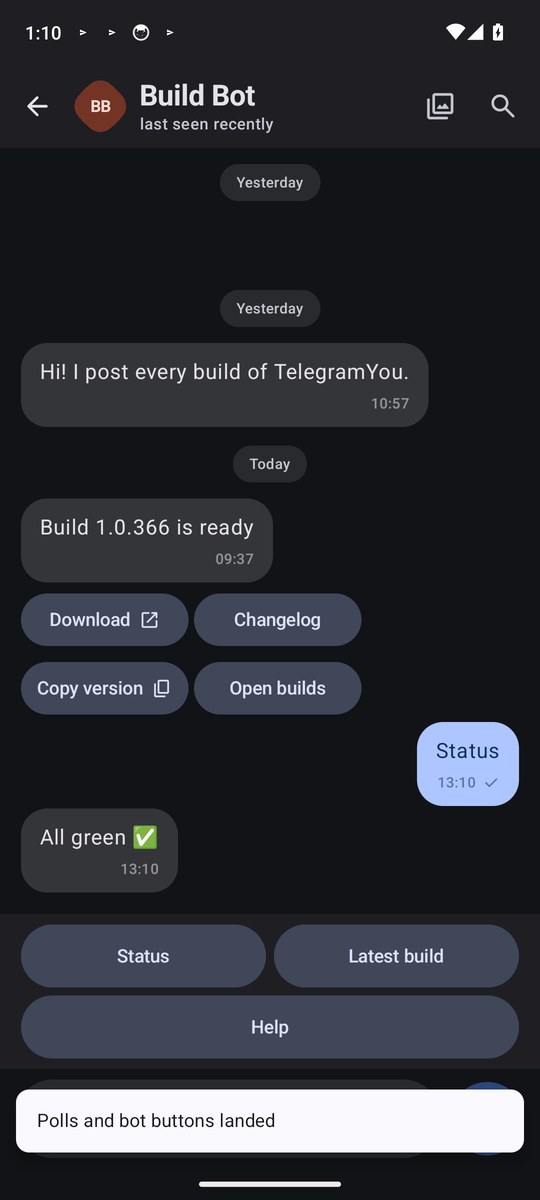 1:10
BB
Build Bot
last seen recently
Yesterday
Yesterday
Hi! I post every build of TelegramYou.
10:57
Today
Build 1.0.366 is ready
09:37
Download
Changelog
Copy version
Open builds
Status
13:10
All green ✅
13:10
Status
Latest build
Help
Polls and bot buttons landed